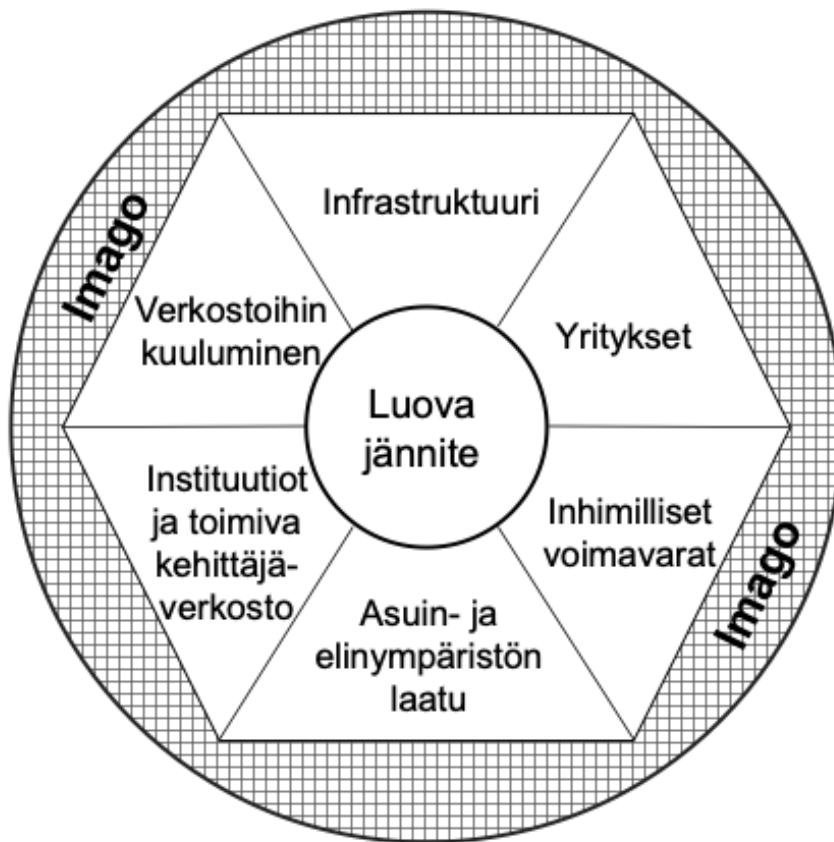 Infrastruktuuri
Imago
Verkostoihin
kuuluminen
Yritykset
Luova
jännite
Instituutiot
ja toimiva
kehittäjä-
verkosto
Inhimilliset
voimavarat
Asuin- ja
elinympäristön
laatu
Imago